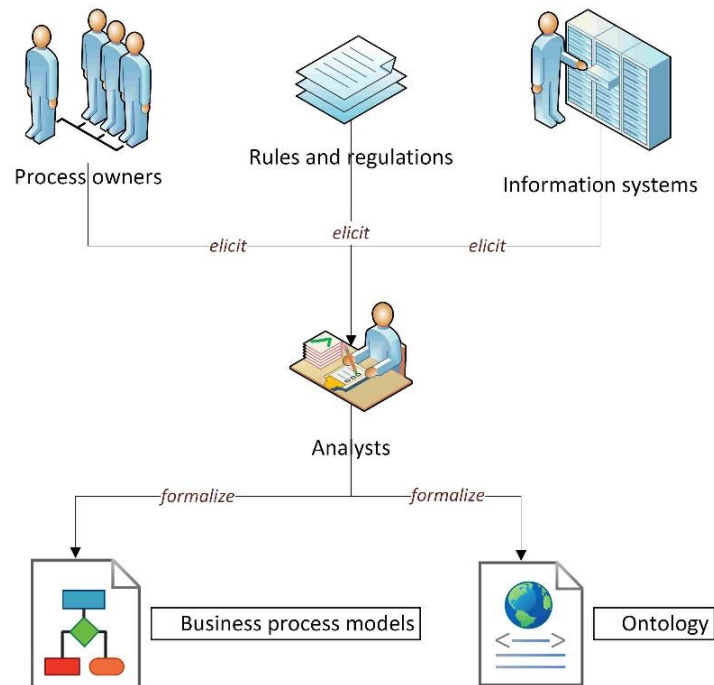 Process owners
Rules and regulations
Information systems
elicit
elicit
elicit
Analysts
formalize
formalize
Business process models
Ontology